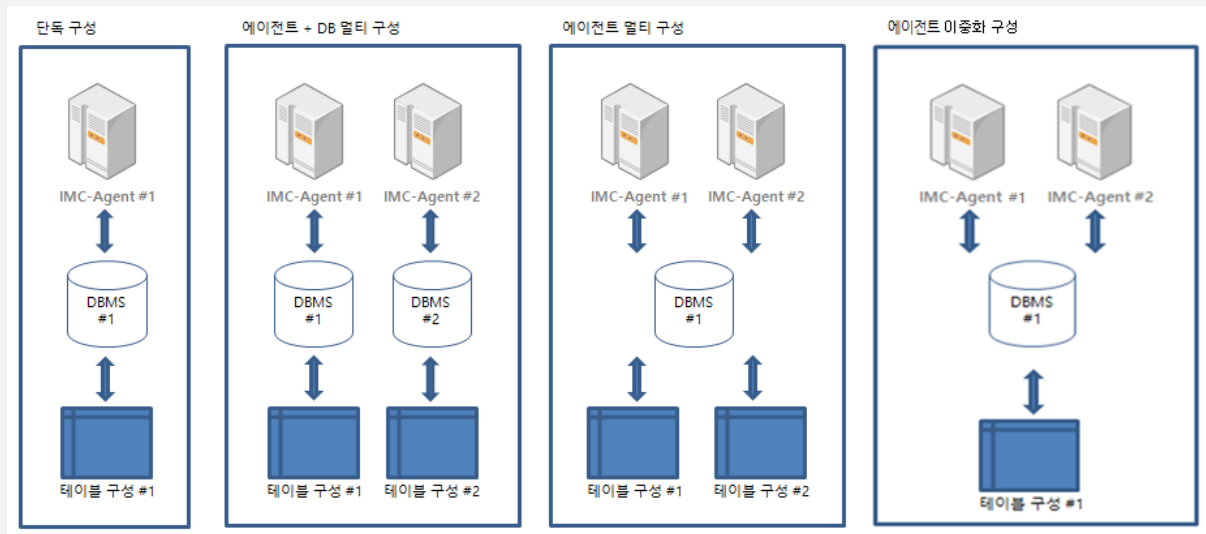 단독 구성
에이전트 + DB 멀티 구성
에이전트 멀티 구성
에이전트 이중화 구성
IMC-Agent #1
IMC-Agent #1
IMC-Agent #2
IMC-Agent #1
IMC-Agent #2
IMC-Agent #1
IMC-Agent #2
DBMS
#1
DBMS
#1
DBMS
#2
DBMS
#1
DBMS
#1
테이블 구성 #1
테이블 구성 #1
테이블 구성 #2
테이블 구성 #1
테이블 구성 #2
테이블 구성 #1